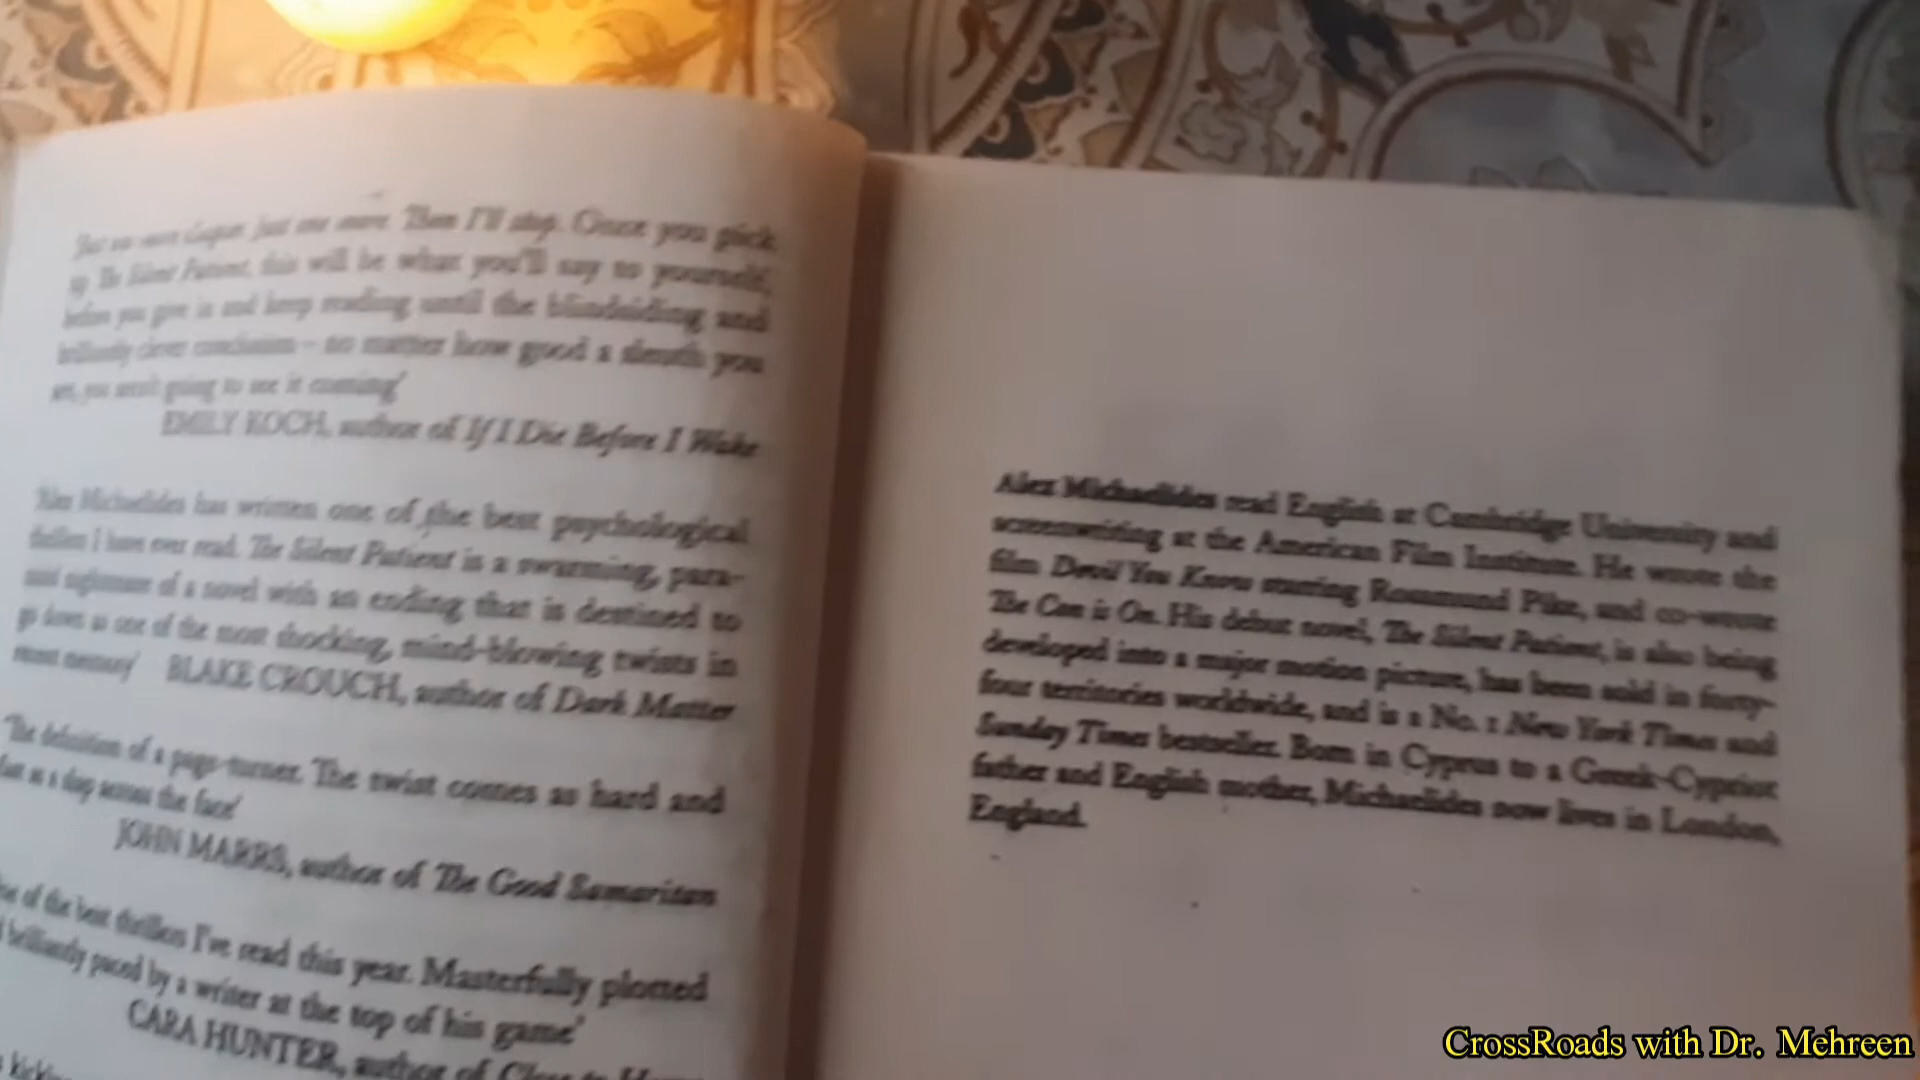 Just one more chapter. Just one more. Then I'll stop. Once you pick
up The Silent Patient, this will be what you'll say to yourself,
before you give in and keep reading until the blindsiding and
brilliantly clever conclusion – no matter how good a sleuth you
are, you aren't going to see it coming'
EMILY KOCH, author of If I Die Before I Wake
'Alex Michaelides has written one of the best psychological
thrillers I have ever read. The Silent Patient is a swarming, para-
noid nightmare of a novel with an ending that is destined to
go down as one of the most shocking, mind-blowing twists in
recent memory' BLAKE CROUCH, author of Dark Matter
'The definition of a page-turner. The twist comes as hard and
fast as a slap across the face'
JOHN MARRS, author of The Good Samaritan
One of the best thrillers I've read this year. Masterfully plotted
brilliantly paced by a writer at the top of his game'
CARA HUNTER, author of Close to Home
Alex Michaelides read English at Cambridge University and
screenwriting at the American Film Institute. He wrote the
film Devil You Know starring Rosamund Pike, and co-wrote
The Con is On. His debut novel, The Silent Patient, is also being
developed into a major motion picture, has been sold in forty-
four territories worldwide, and is a No. 1 New York Times and
Sunday Times bestseller. Born in Cyprus to a Greek-Cypriot
father and English mother, Michaelides now lives in London,
England.
CrossRoads with Dr. Mehreen